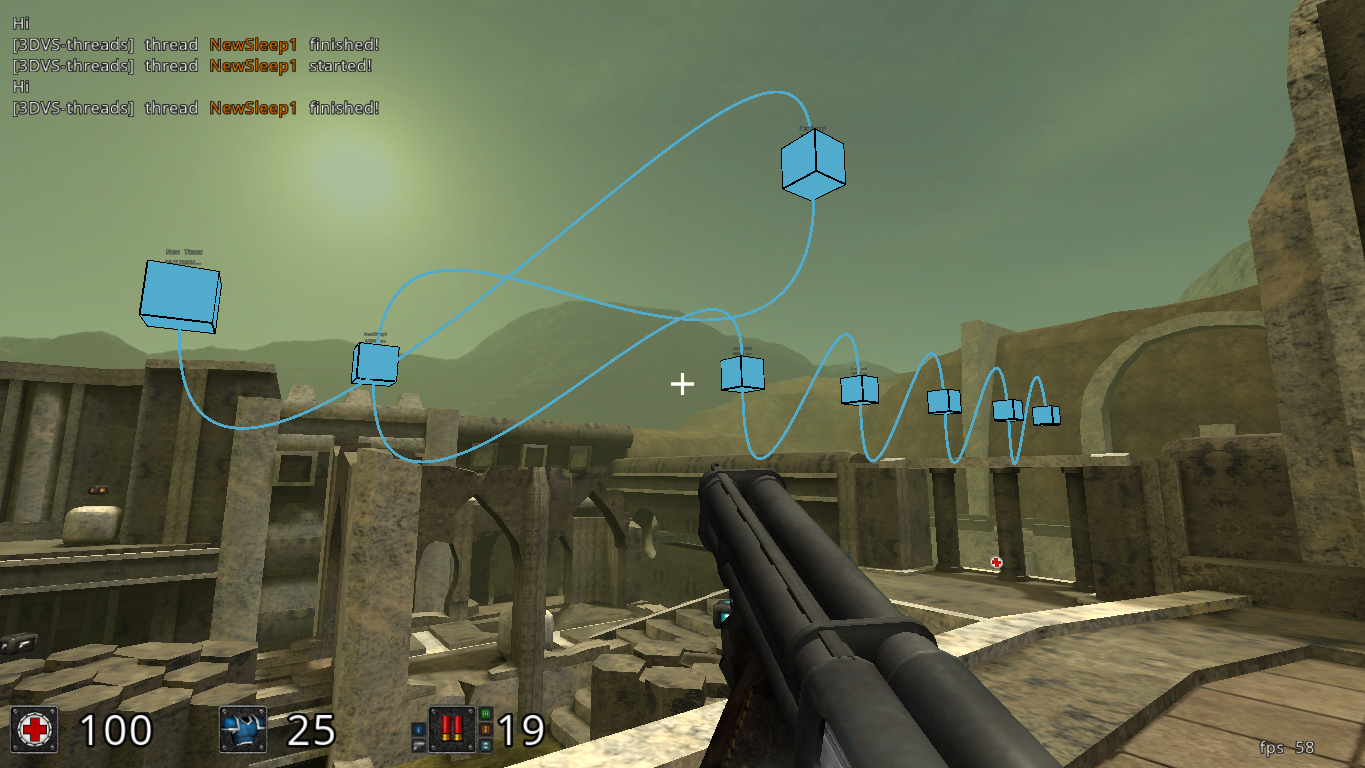 Hi
[3DVS-threads] thread NewSleep1 finished!
[3DVS-threads] thread NewSleep1 started!
Hi
[3DVS-threads] thread NewSleep1 finished!
New Timer
100
25
19
fps 58